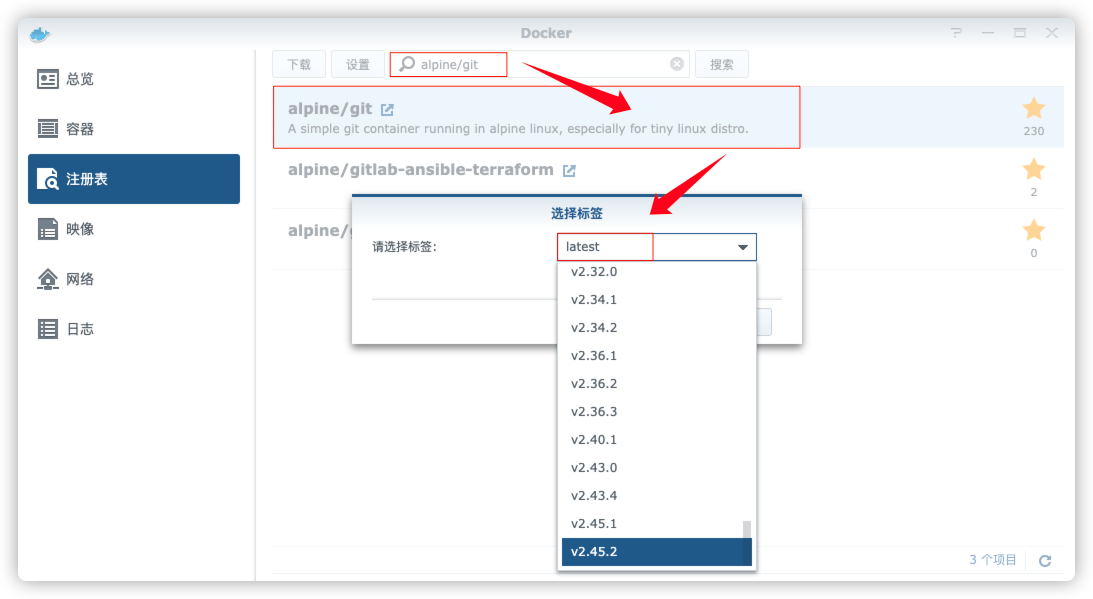 Docker
总览
容器
注册表
映像
网络
日志
下载
设置
alpine/git
搜索
alpine/git
A simple git container running in alpine linux, especially for tiny linux distro.
230
alpine/gitlab-ansible-terraform
2
alpine/
0
选择标签
请选择标签:
latest
v2.32.0
v2.34.1
v2.34.2
v2.36.1
v2.36.2
v2.36.3
v2.40.1
v2.43.0
v2.43.4
v2.45.1
v2.45.2
3 个项目